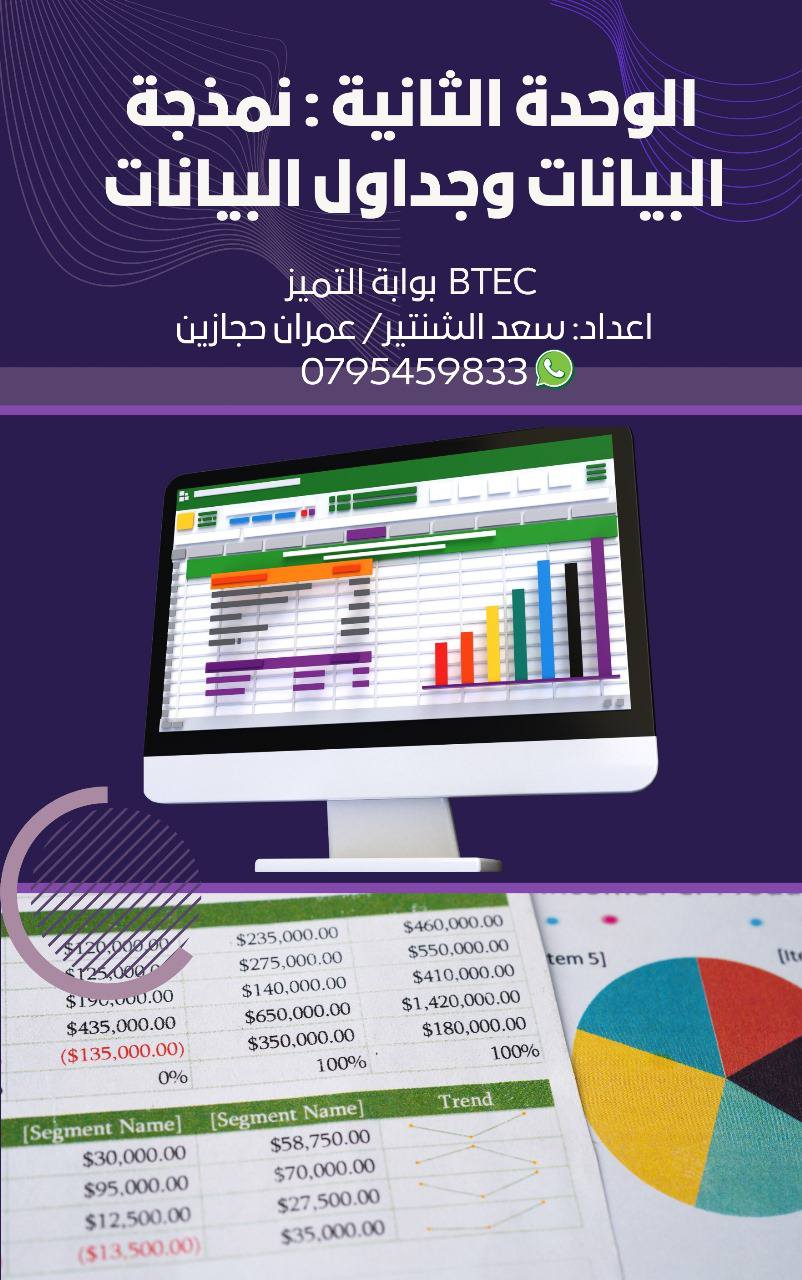 الوحدة الثانية : نمذجة
البيانات وجداول البيانات
BTEC بوابة التميز
اعداد: سعد الشنتير/ عمران حجازين
0795459833
tem 5]
$120,000.00 $235,000.00 $460,000.00
$125,000.00 $275,000.00 $550,000.00
$190,000.00 $140,000.00 $410,000.00
$435,000.00 $650,000.00 $1,420,000.00
($135,000.00) $350,000.00 $180,000.00
0% 100% 100%
[Segment Name] [Segment Name] Trend
$30,000.00 $58,750.00
$95,000.00 $70,000.00
$12,500.00 $27,500.00
($13,500.00) $35,000.00